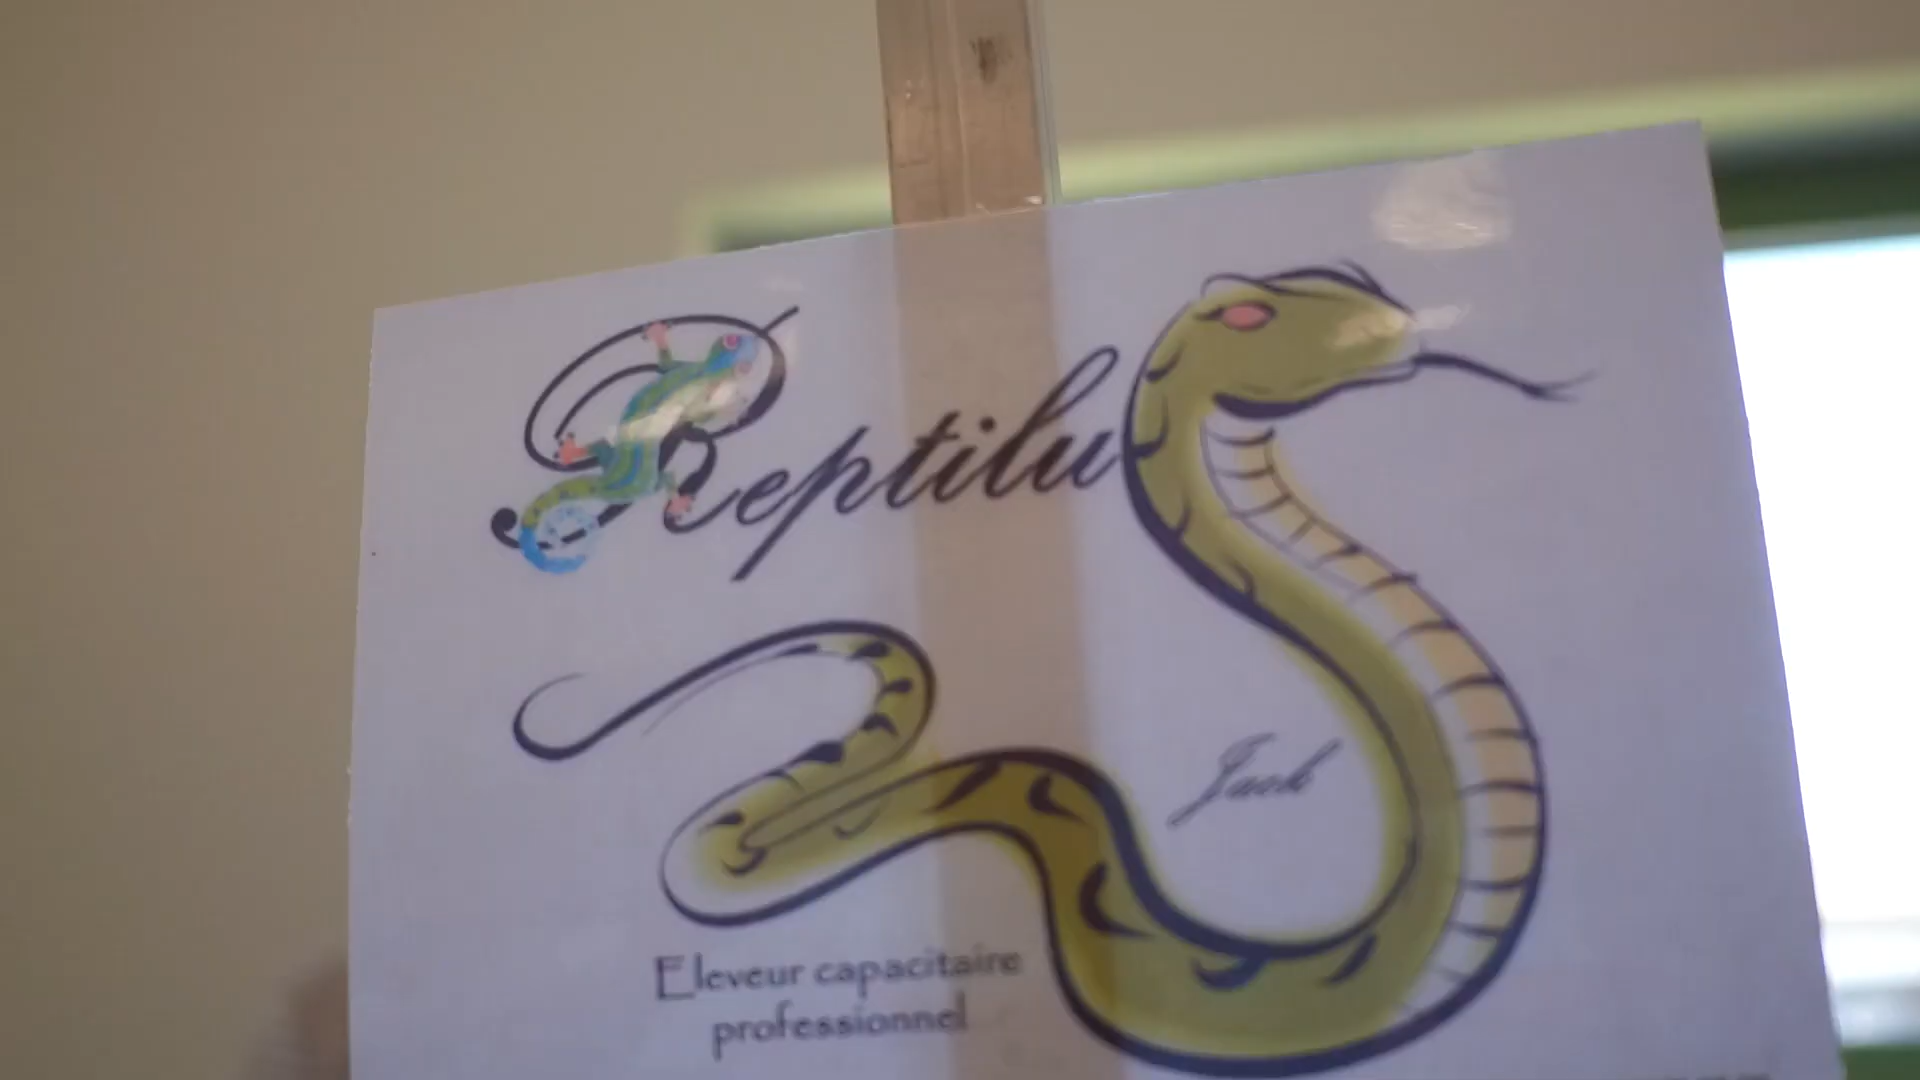 Reptilus
Jack
Eleveur capacitaire
professionnel